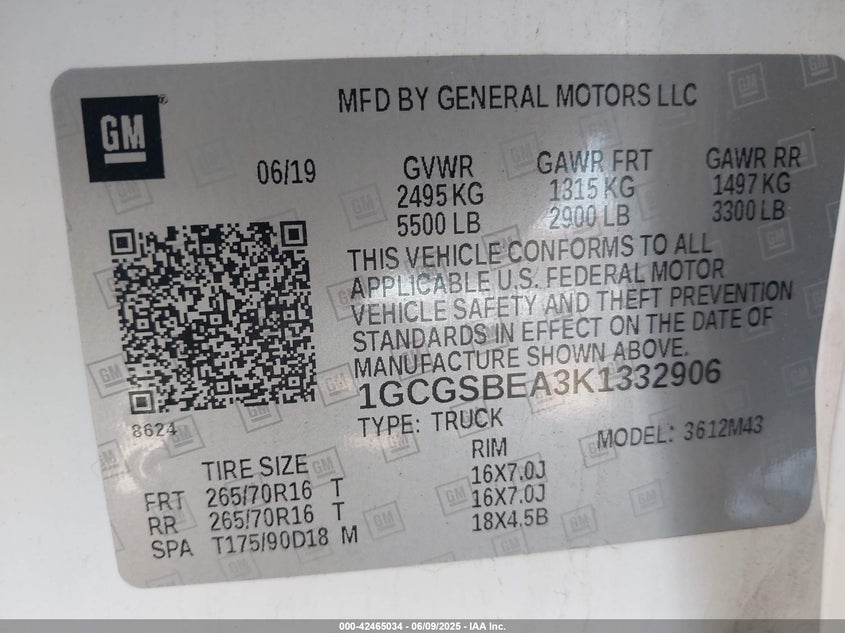 GM
MFD BY GENERAL MOTORS LLC
06/19
GVWR GAWR FRT GAWR RR
2495 KG 1315 KG 1497 KG
5500 LB 2900 LB 3300 LB
THIS VEHICLE CONFORMS TO ALL
APPLICABLE U.S. FEDERAL MOTOR
VEHICLE SAFETY AND THEFT PREVENTION
STANDARDS IN EFFECT ON THE DATE OF
MANUFACTURE SHOWN ABOVE.
1GCGSBEA3K1332906
8624
TYPE: TRUCK MODEL: 3612M43
TIRE SIZE RIM
FRT 265/70R16 T 16X7.0J
RR 265/70R16 T 16X7.0J
SPA T175/90D18 M 18X4.5B
000-42465034 - 06/09/2025 - IAA Inc.